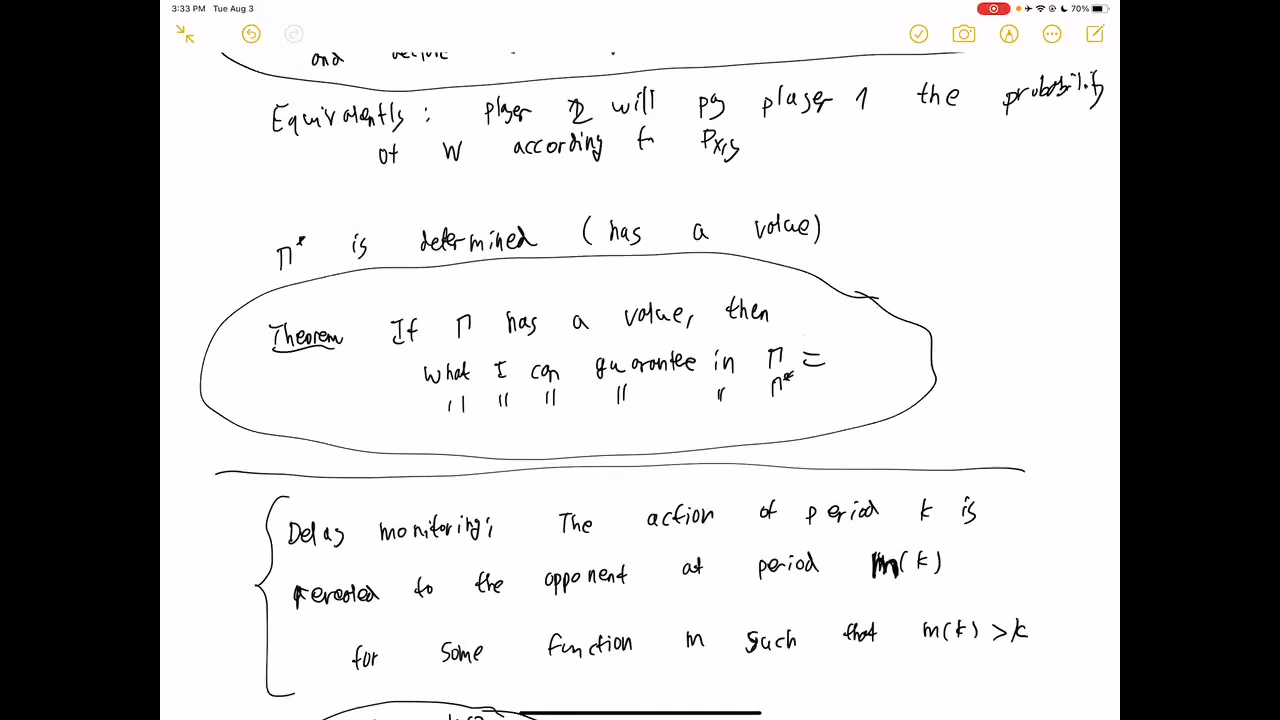 3:33 PM Tue Aug 3
70%
and
Equivalently: player 2 will pay player 1 the probability
of W according to P_{x,y}
Γ* is determined (has a value)
Theorem If Γ has a value, then
what I can guarantee in Γ =
" " " " " Γ*
Delay monitoring: The action of period k is
revealed to the opponent at period m(k)
for some function m such that m(k) > k